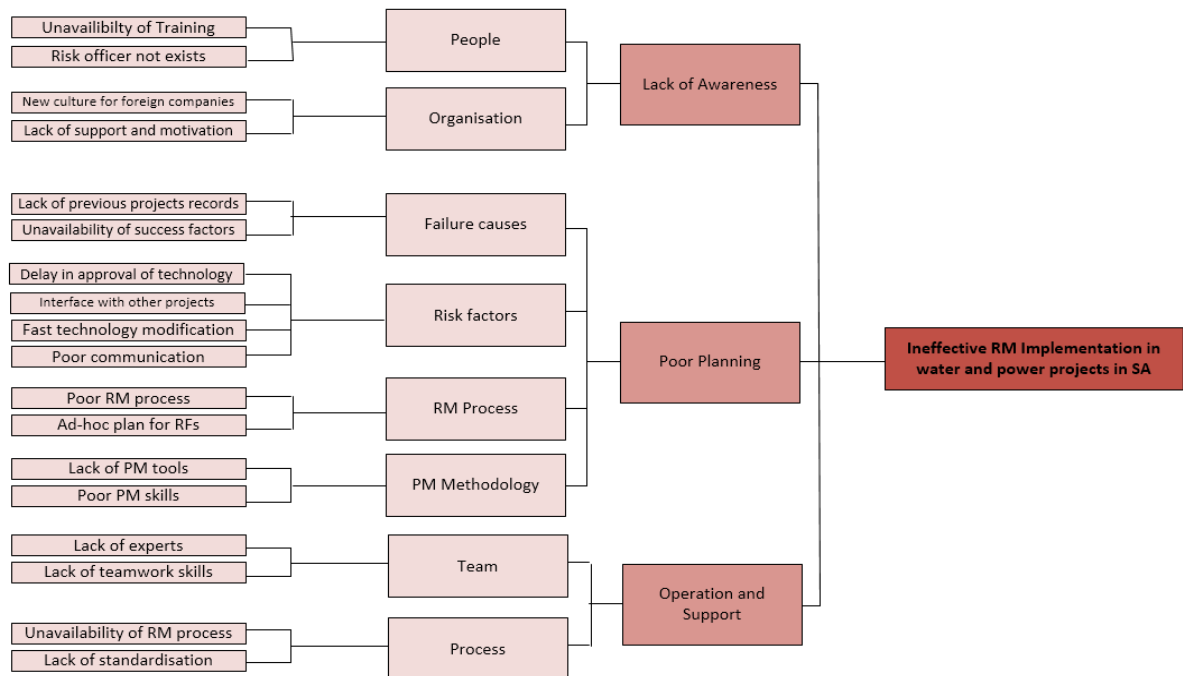 Unavailibilty of Training
Risk officer not exists
People
New culture for foreign companies
Lack of support and motivation
Organisation
Lack of Awareness
Lack of previous projects records
Unavailability of success factors
Failure causes
Delay in approval of technology
Interface with other projects
Fast technology modification
Poor communication
Risk factors
Poor RM process
Ad-hoc plan for RFs
RM Process
Lack of PM tools
Poor PM skills
PM Methodology
Poor Planning
Lack of experts
Lack of teamwork skills
Team
Unavailability of RM process
Lack of standardisation
Process
Operation and
Support
Ineffective RM Implementation in
water and power projects in SA